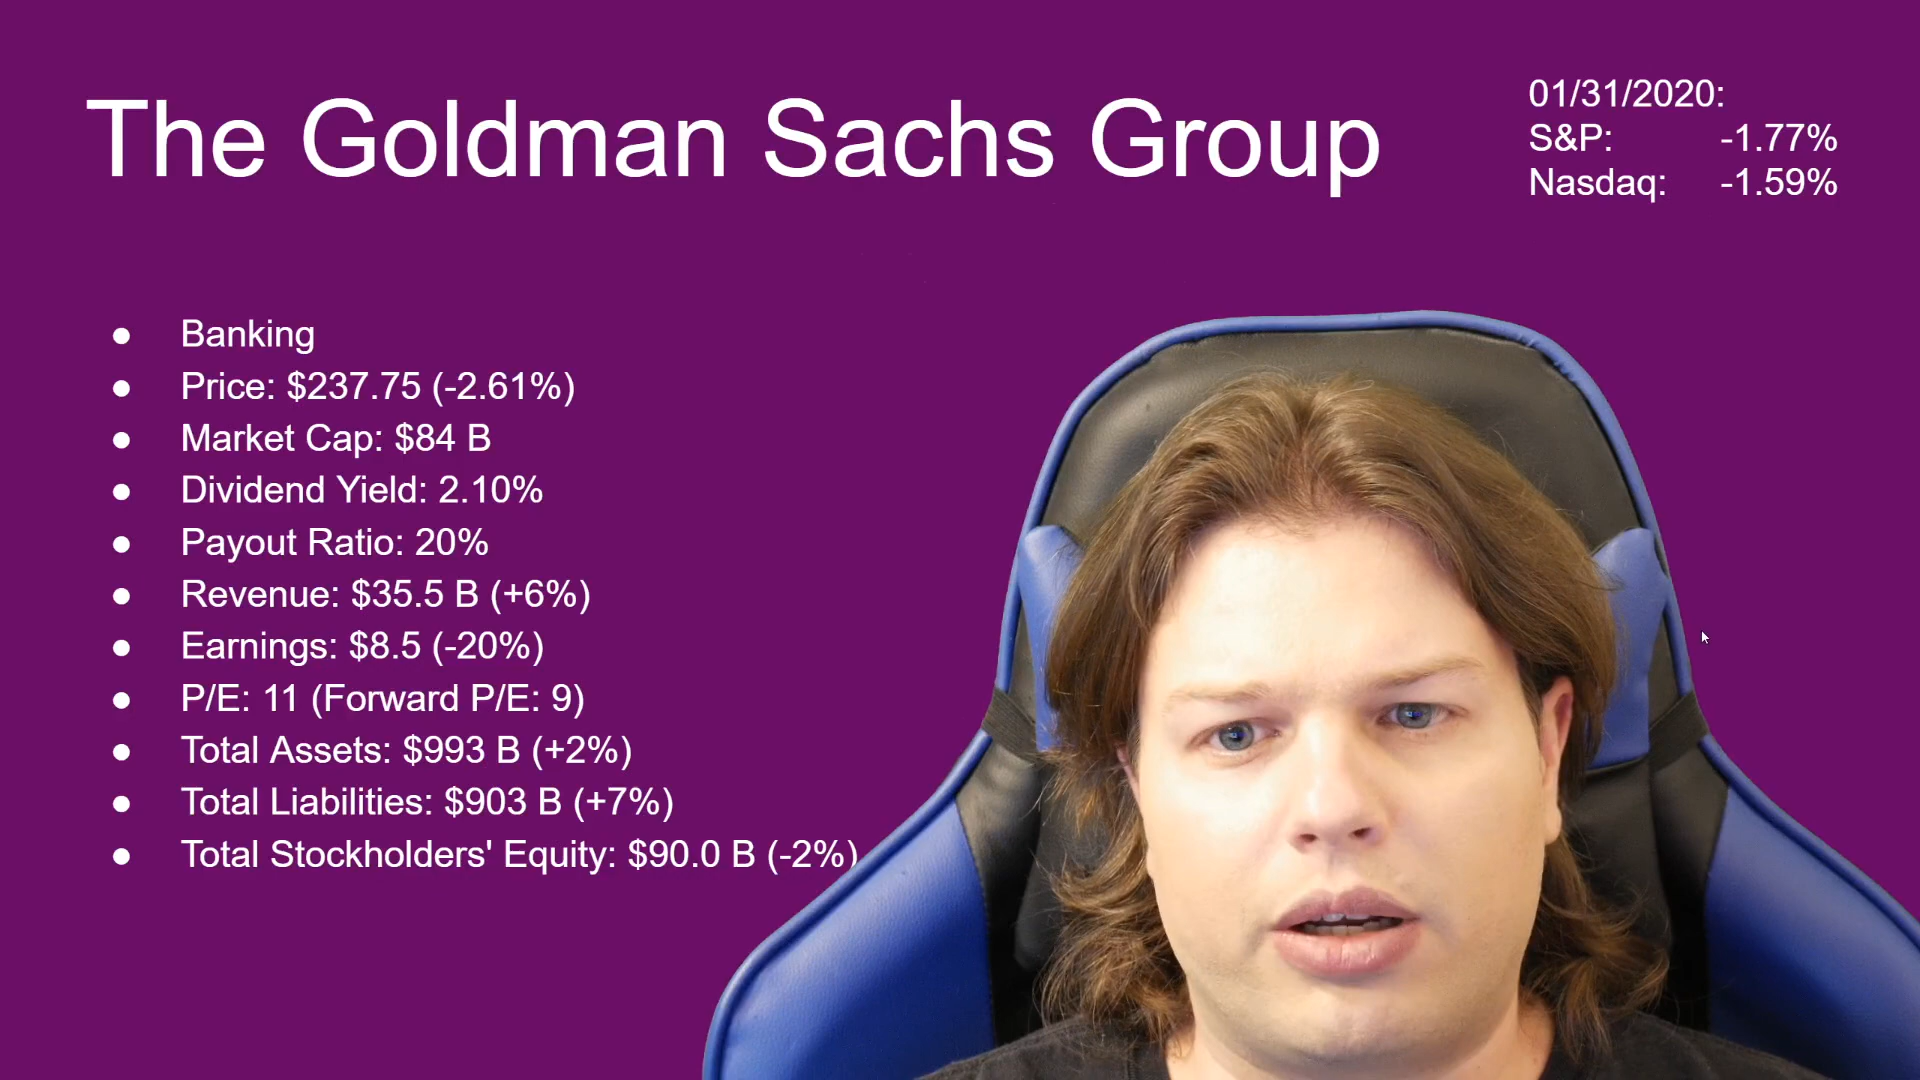 The Goldman Sachs Group
01/31/2020:
S&P: -1.77%
Nasdaq: -1.59%
● Banking
● Price: $237.75 (-2.61%)
● Market Cap: $84 B
● Dividend Yield: 2.10%
● Payout Ratio: 20%
● Revenue: $35.5 B (+6%)
● Earnings: $8.5 (-20%)
● P/E: 11 (Forward P/E: 9)
● Total Assets: $993 B (+2%)
● Total Liabilities: $903 B (+7%)
● Total Stockholders' Equity: $90.0 B (-2%)